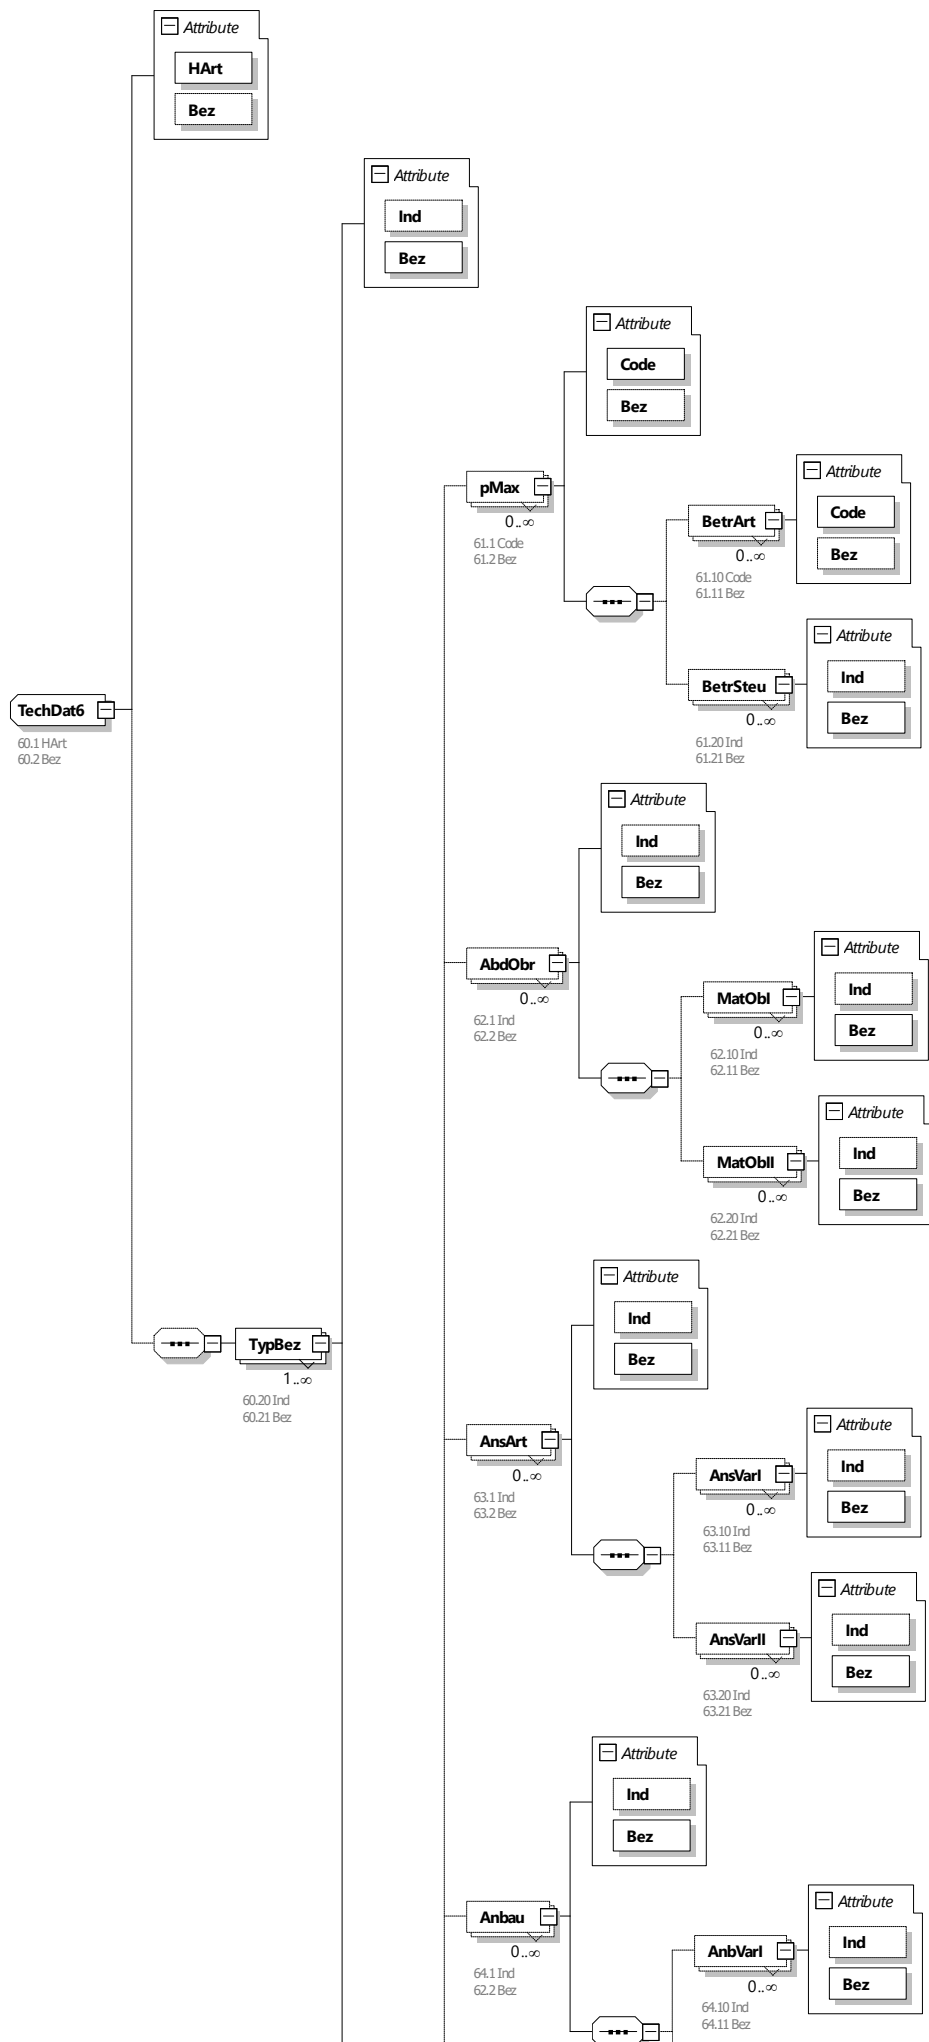 Attribute
HArt
Bez
Attribute
Ind
Bez
Attribute
Code
Bez
pMax
0..∞
61.1 Code
61.2 Bez
Attribute
Code
Bez
BetrArt
0..∞
61.10 Code
61.11 Bez
Attribute
Ind
Bez
BetrSteu
0..∞
61.20 Ind
61.21 Bez
TechDat6
60.1 HArt
60.2 Bez
Attribute
Ind
Bez
AbdObr
0..∞
62.1 Ind
62.2 Bez
Attribute
Ind
Bez
MatObI
0..∞
62.10 Ind
62.11 Bez
Attribute
Ind
Bez
MatObII
0..∞
62.20 Ind
62.21 Bez
Attribute
Ind
Bez
TypBez
1..∞
60.20 Ind
60.21 Bez
AnsArt
0..∞
63.1 Ind
63.2 Bez
Attribute
Ind
Bez
AnsVarI
0..∞
63.10 Ind
63.11 Bez
Attribute
Ind
Bez
AnsVarII
0..∞
63.20 Ind
63.21 Bez
Attribute
Ind
Bez
Anbau
0..∞
64.1 Ind
62.2 Bez
Attribute
Ind
Bez
AnbVarI
0..∞
64.10 Ind
64.11 Bez